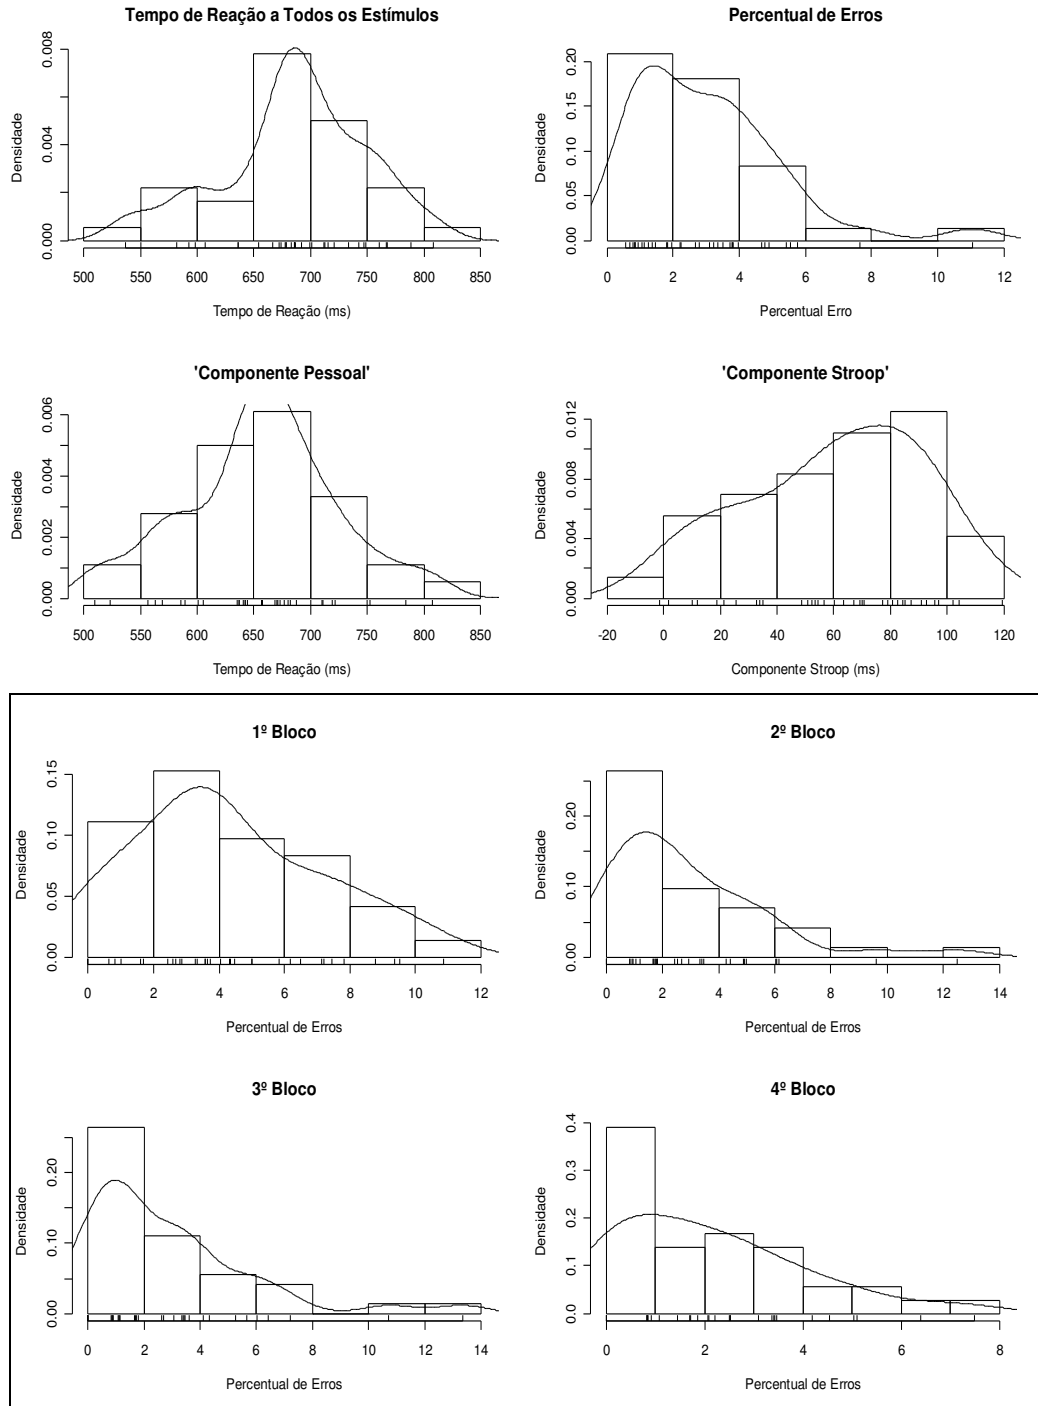 Tempo de Reação a Todos os Estímulos
Densidade
0.000 0.004 0.008
500 550 600 650 700 750 800 850
Tempo de Reação (ms)
Percentual de Erros
Densidade
0.00 0.05 0.10 0.15 0.20
0 2 4 6 8 10 12
Percentual Erro
'Componente Pessoal'
Densidade
0.000 0.002 0.004 0.006
500 550 600 650 700 750 800 850
Tempo de Reação (ms)
'Componente Stroop'
Densidade
0.000 0.004 0.008 0.012
-20 0 20 40 60 80 100 120
Componente Stroop (ms)
1º Bloco
Densidade
0.00 0.05 0.10 0.15
0 2 4 6 8 10 12
Percentual de Erros
2º Bloco
Densidade
0.00 0.10 0.20
0 2 4 6 8 10 12 14
Percentual de Erros
3º Bloco
Densidade
0.00 0.10 0.20
0 2 4 6 8 10 12 14
Percentual de Erros
4º Bloco
Densidade
0.0 0.1 0.2 0.3 0.4
0 2 4 6 8
Percentual de Erros